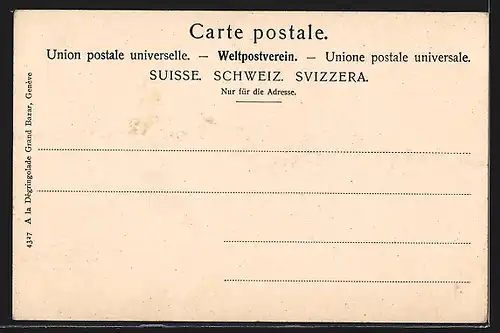 Carte postale.
Union postale universelle. — Weltpostverein. — Unione postale universale.
SUISSE. SCHWEIZ. SVIZZERA.
Nur für die Adresse.
4327 A la Dégringolade Grand Bazar, Genève